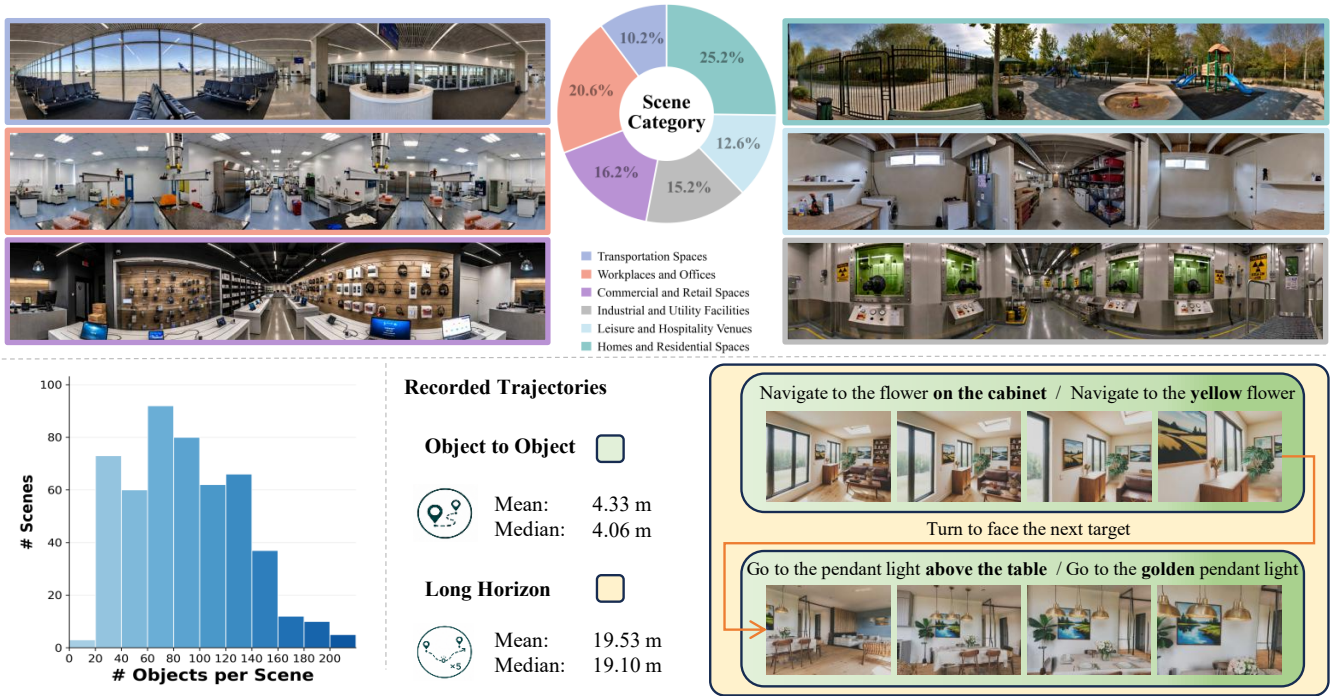 10.2%
25.2%
20.6%
Scene
Category
12.6%
16.2%
15.2%
Transportation Spaces
Workplaces and Offices
Commercial and Retail Spaces
Industrial and Utility Facilities
Leisure and Hospitality Venues
Homes and Residential Spaces
100
80
60
40
20
0
# Scenes
0 20 40 60 80 100 120 140 160 180 200
# Objects per Scene
Recorded Trajectories
Object to Object
Mean: 4.33 m
Median: 4.06 m
Long Horizon
×5
Mean: 19.53 m
Median: 19.10 m
Navigate to the flower on the cabinet / Navigate to the yellow flower
Turn to face the next target
Go to the pendant light above the table / Go to the golden pendant light